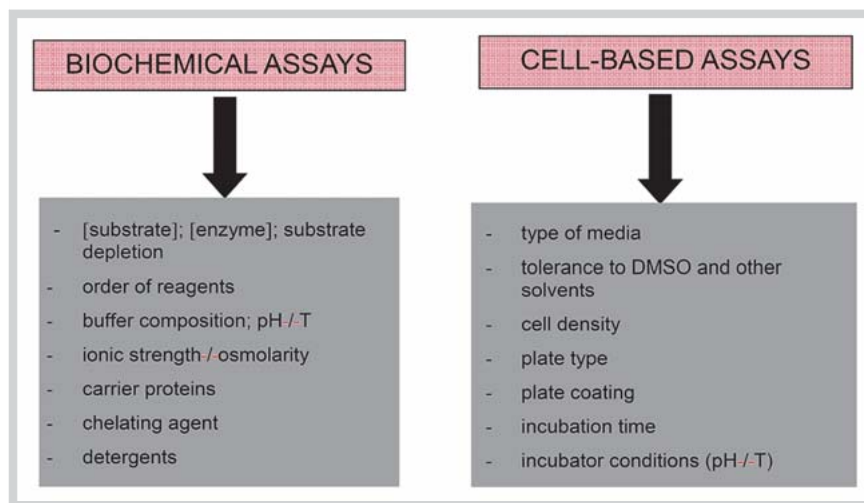 BIOCHEMICAL ASSAYS
- [substrate]; [enzyme]; substrate
depletion
- order of reagents
- buffer composition; pH-/-T
- ionic strength-/-osmolarity
- carrier proteins
- chelating agent
- detergents
CELL-BASED ASSAYS
- type of media
- tolerance to DMSO and other
solvents
- cell density
- plate type
- plate coating
- incubation time
- incubator conditions (pH-/-T)